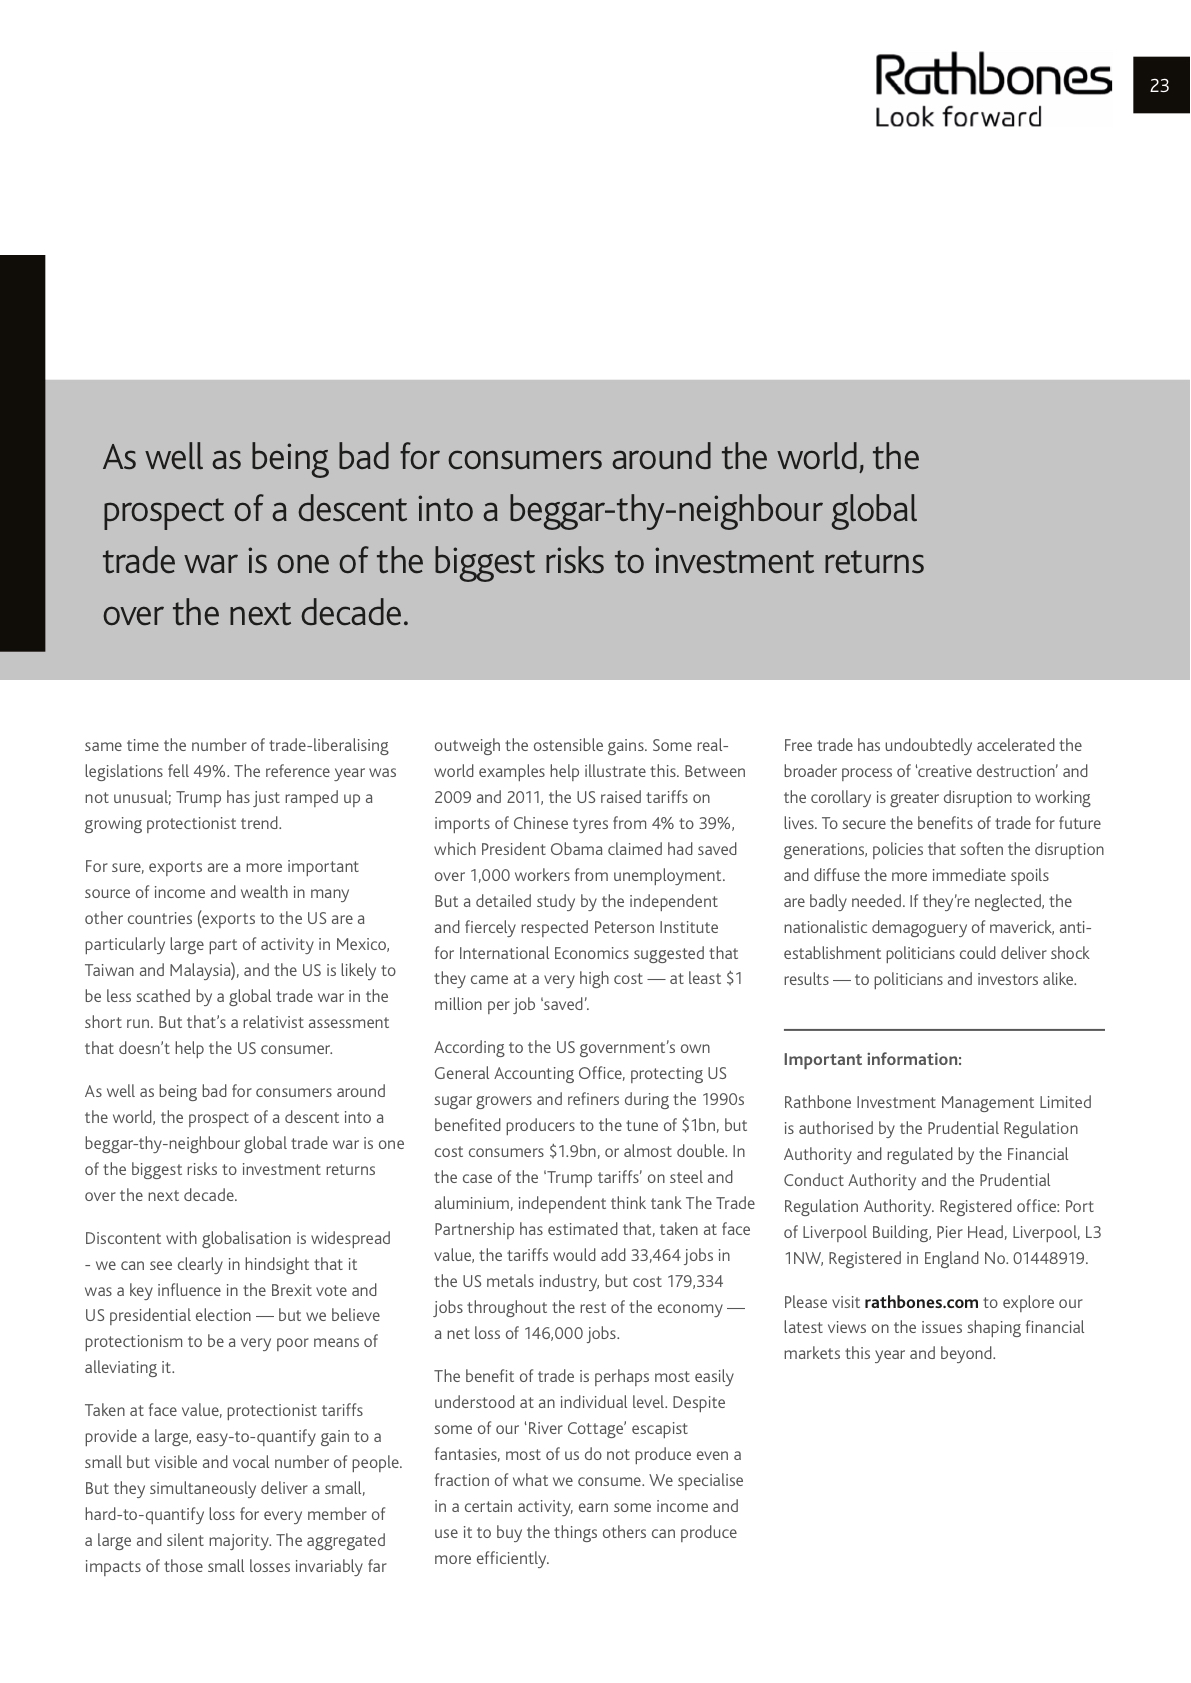 Rathbones
Look forward
23
As well as being bad for consumers around the world, the
prospect of a descent into a beggar-thy-neighbour global
trade war is one of the biggest risks to investment returns
over the next decade.
same time the number of trade-liberalising
legislations fell 49%. The reference year was
not unusual; Trump has just ramped up a
growing protectionist trend.
For sure, exports are a more important
source of income and wealth in many
other countries (exports to the US are a
particularly large part of activity in Mexico,
Taiwan and Malaysia), and the US is likely to
be less scathed by a global trade war in the
short run. But that’s a relativist assessment
that doesn’t help the US consumer.
As well as being bad for consumers around
the world, the prospect of a descent into a
beggar-thy-neighbour global trade war is one
of the biggest risks to investment returns
over the next decade.
Discontent with globalisation is widespread
- we can see clearly in hindsight that it
was a key influence in the Brexit vote and
US presidential election — but we believe
protectionism to be a very poor means of
alleviating it.
Taken at face value, protectionist tariffs
provide a large, easy-to-quantify gain to a
small but visible and vocal number of people.
But they simultaneously deliver a small,
hard-to-quantify loss for every member of
a large and silent majority. The aggregated
impacts of those small losses invariably far
outweigh the ostensible gains. Some real-
world examples help illustrate this. Between
2009 and 2011, the US raised tariffs on
imports of Chinese tyres from 4% to 39%,
which President Obama claimed had saved
over 1,000 workers from unemployment.
But a detailed study by the independent
and fiercely respected Peterson Institute
for International Economics suggested that
they came at a very high cost — at least $1
million per job ‘saved’.
According to the US government’s own
General Accounting Office, protecting US
sugar growers and refiners during the 1990s
benefited producers to the tune of $1bn, but
cost consumers $1.9bn, or almost double. In
the case of the ‘Trump tariffs’ on steel and
aluminium, independent think tank The Trade
Partnership has estimated that, taken at face
value, the tariffs would add 33,464 jobs in
the US metals industry, but cost 179,334
jobs throughout the rest of the economy —
a net loss of 146,000 jobs.
The benefit of trade is perhaps most easily
understood at an individual level. Despite
some of our ‘River Cottage’ escapist
fantasies, most of us do not produce even a
fraction of what we consume. We specialise
in a certain activity, earn some income and
use it to buy the things others can produce
more efficiently.
Free trade has undoubtedly accelerated the
broader process of ‘creative destruction’ and
the corollary is greater disruption to working
lives. To secure the benefits of trade for future
generations, policies that soften the disruption
and diffuse the more immediate spoils
are badly needed. If they’re neglected, the
nationalistic demagoguery of maverick, anti-
establishment politicians could deliver shock
results — to politicians and investors alike.
Important information:
Rathbone Investment Management Limited
is authorised by the Prudential Regulation
Authority and regulated by the Financial
Conduct Authority and the Prudential
Regulation Authority. Registered office: Port
of Liverpool Building, Pier Head, Liverpool, L3
1NW, Registered in England No. 01448919.
Please visit rathbones.com to explore our
latest views on the issues shaping financial
markets this year and beyond.